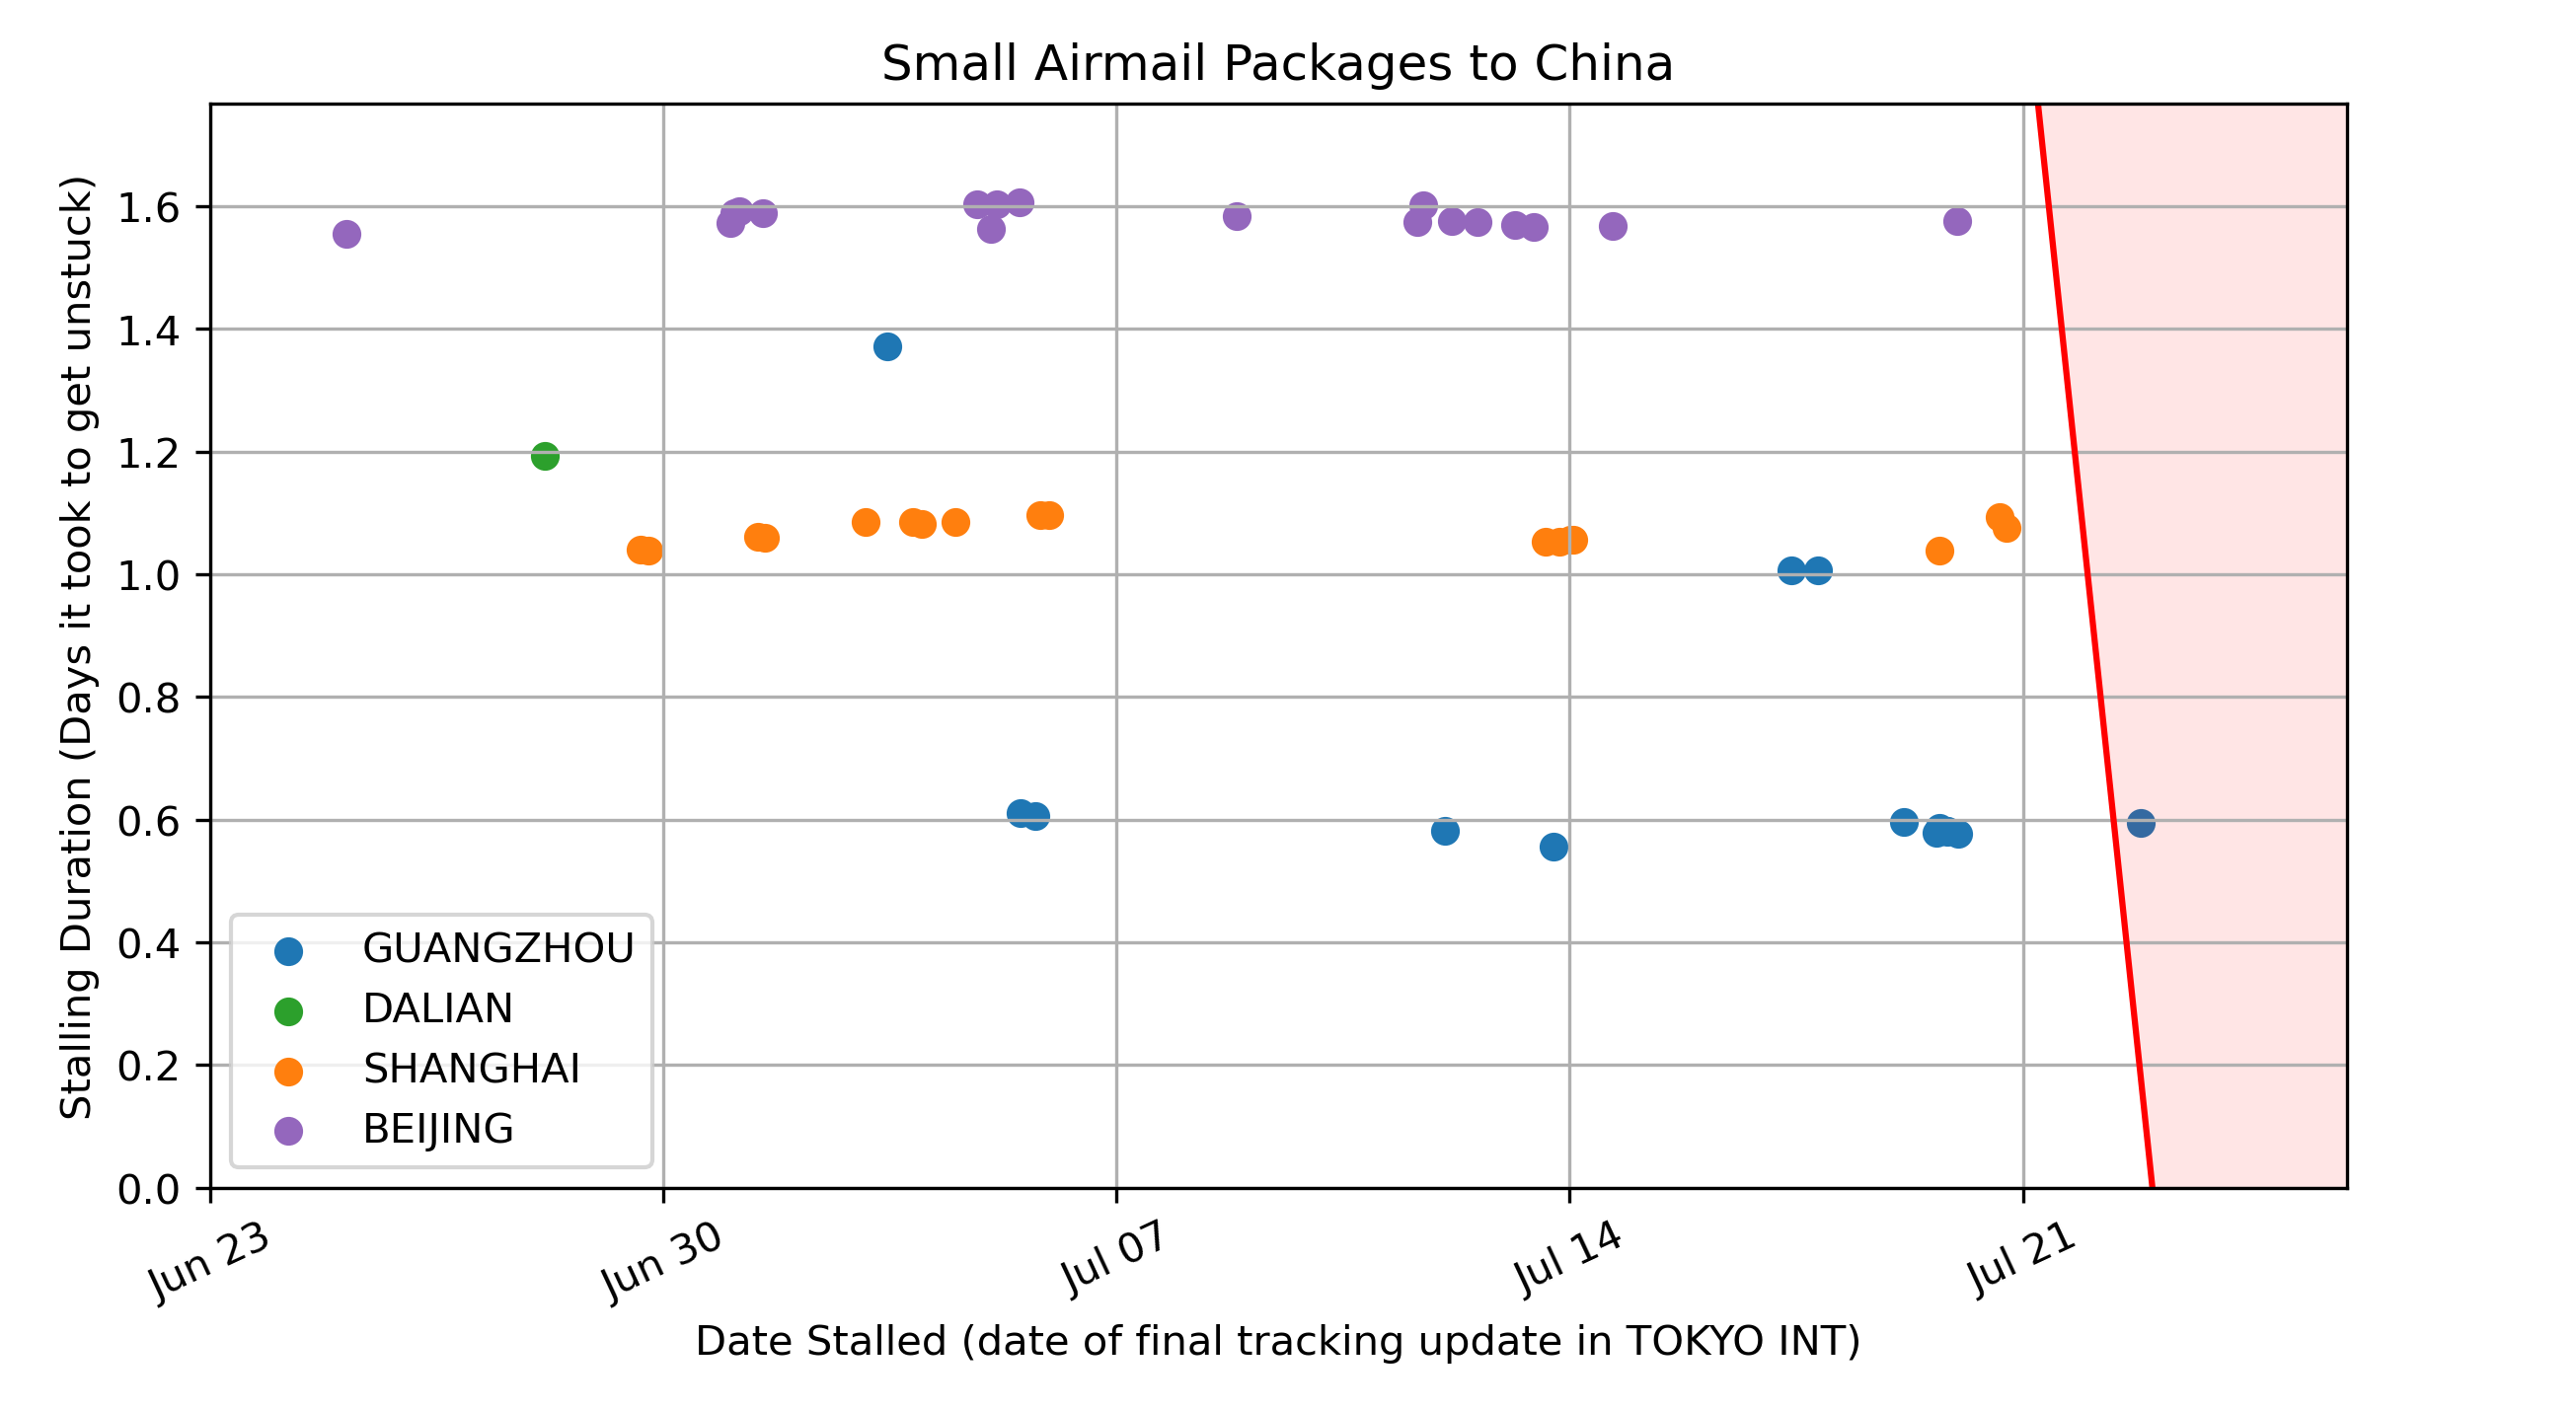 Small Airmail Packages to China
Stalling Duration (Days it took to get unstuck)
1.6
1.4
1.2
1.0
0.8
0.6
0.4
0.2
0.0
GUANGZHOU
DALIAN
SHANGHAI
BEIJING
Jun 23
Jun 30
Jul 07
Jul 14
Jul 21
Date Stalled (date of final tracking update in TOKYO INT)